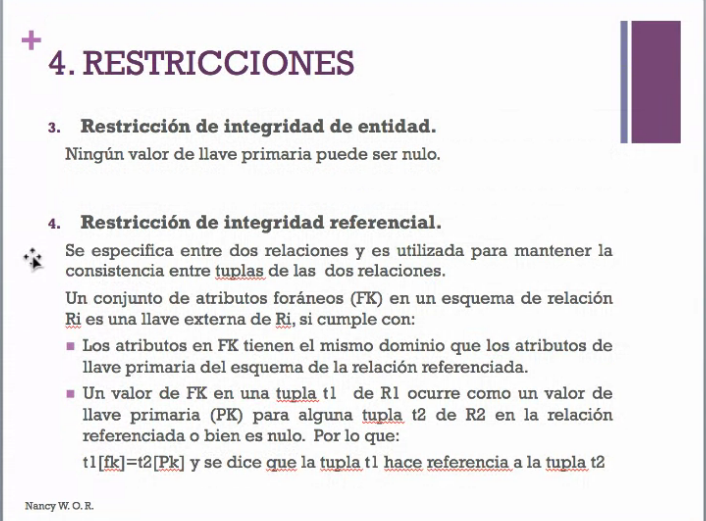 +
4. RESTRICCIONES
3. Restricción de integridad de entidad.
Ningún valor de llave primaria puede ser nulo.
4. Restricción de integridad referencial.
Se especifica entre dos relaciones y es utilizada para mantener la
consistencia entre tuplas de las dos relaciones.
Un conjunto de atributos foráneos (FK) en un esquema de relación
Ri es una llave externa de Ri, si cumple con:
Los atributos en FK tienen el mismo dominio que los atributos de
llave primaria del esquema de la relación referenciada.
Un valor de FK en una tupla t1 de R1 ocurre como un valor de
llave primaria (PK) para alguna tupla t2 de R2 en la relación
referenciada o bien es nulo. Por lo que:
t1[fk]=t2[Pk] y se dice que la tupla t1 hace referencia a la tupla t2
Nancy W. O. R.